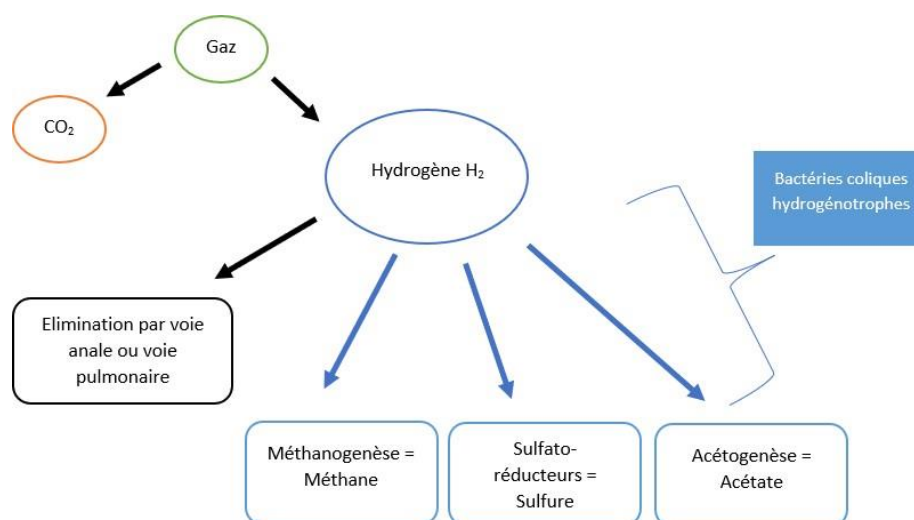 Gaz
CO₂
Hydrogène H₂
Bactéries coliques
hydrogénotrophes
Elimination par voie
anale ou voie
pulmonaire
Méthanogenèse =
Méthane
Sulfato-
réducteurs =
Sulfure
Acétogenèse =
Acétate